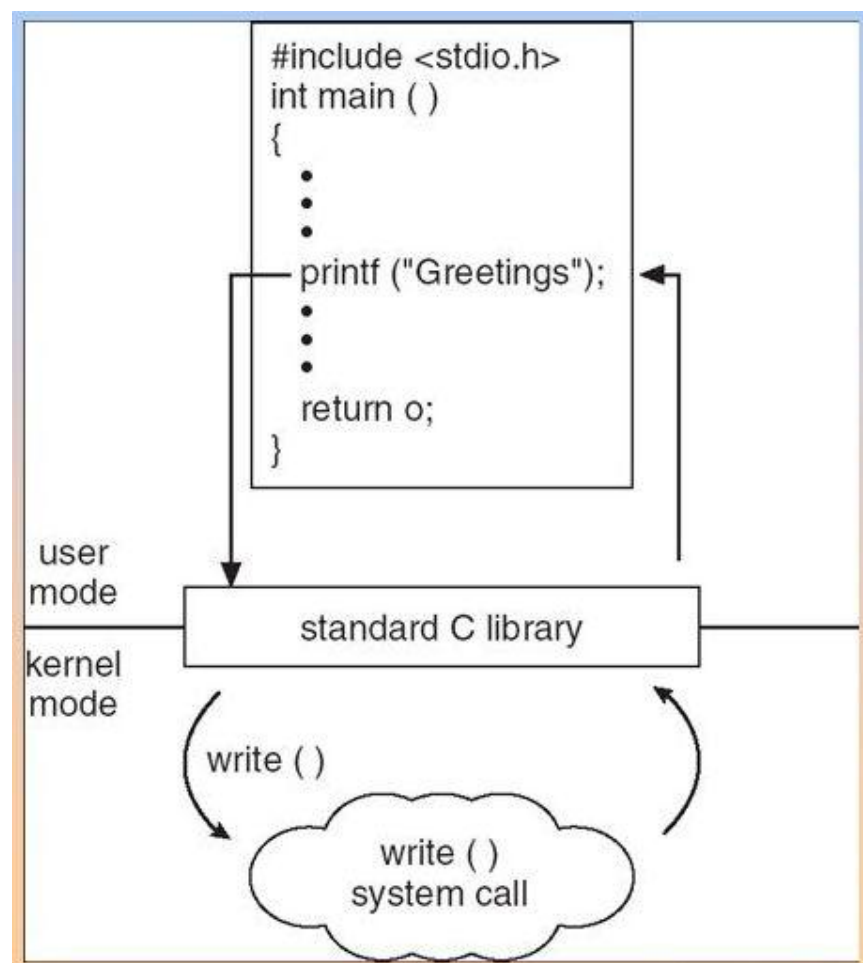 #include <stdio.h>
int main ( )
{
•
•
•
printf ("Greetings");
•
•
•
return o;
}
user
mode
standard C library
kernel
mode
write ( )
write ( )
system call